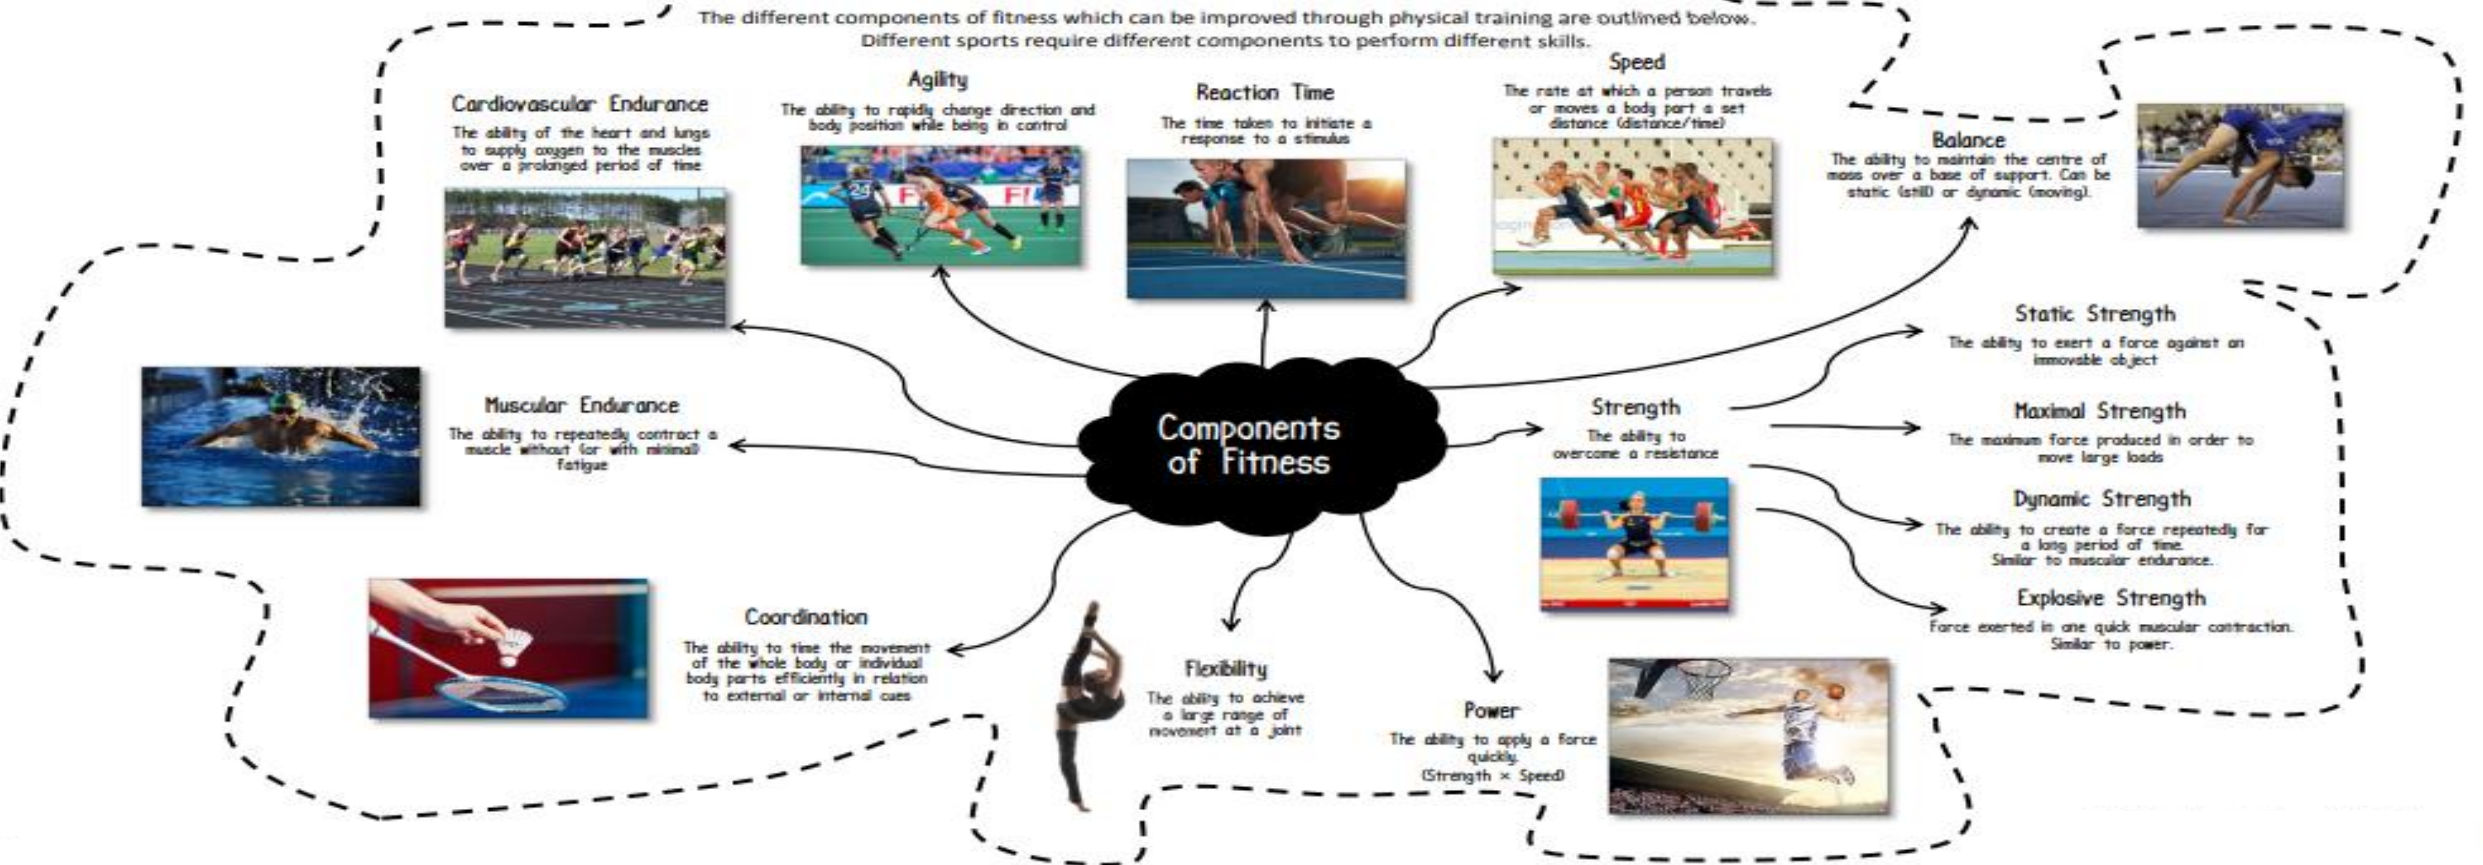 The different components of fitness which can be improved through physical training are outlined below.
Different sports require different components to perform different skills.
Cardiovascular Endurance
The ability of the heart and lungs
to supply oxygen to the muscles
over a prolonged period of time
Agility
The ability to rapidly change direction and
body position while being in control
Reaction Time
The time taken to initiate a
response to a stimulus
Speed
The rate at which a person travels
or moves a body part a set
distance (distance/time)
Balance
The ability to maintain the centre of
mass over a base of support. Can be
static (still) or dynamic (moving).
Muscular Endurance
The ability to repeatedly contract a
muscle without (or with minimal)
fatigue
Components
of Fitness
Strength
The ability to
overcome a resistance
Static Strength
The ability to exert a force against an
immovable object
Maximal Strength
The maximum force produced in order to
move large loads
Dynamic Strength
The ability to create a force repeatedly for
a long period of time.
Similar to muscular endurance.
Explosive Strength
Force exerted in one quick muscular contraction.
Similar to power.
Coordination
The ability to time the movement
of the whole body or individual
body parts efficiently in relation
to external or internal cues
Flexibility
The ability to achieve
a large range of
movement at a joint
Power
The ability to apply a force
quickly.
(Strength × Speed)